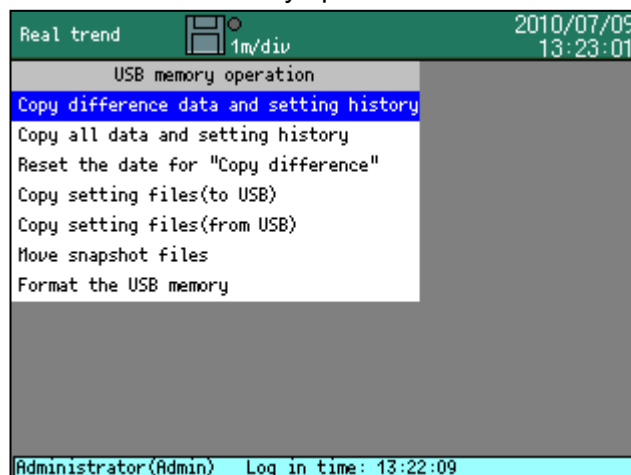 Real trend
1m/div
2010/07/09
13:23:01
USB memory operation
Copy difference data and setting history
Copy all data and setting history
Reset the date for "Copy difference"
Copy setting files(to USB)
Copy setting files(from USB)
Move snapshot files
Format the USB memory
Administrator(Admin) Log in time: 13:22:09